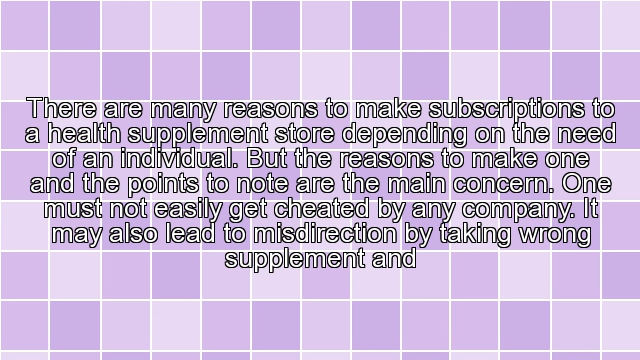 There are many reasons to make subscriptions to
a health supplement store depending on the need
of an individual. But the reasons to make one
and the points to note are the main concern. One
must not easily get cheated by any company. It
may also lead to misdirection by taking wrong
supplement and